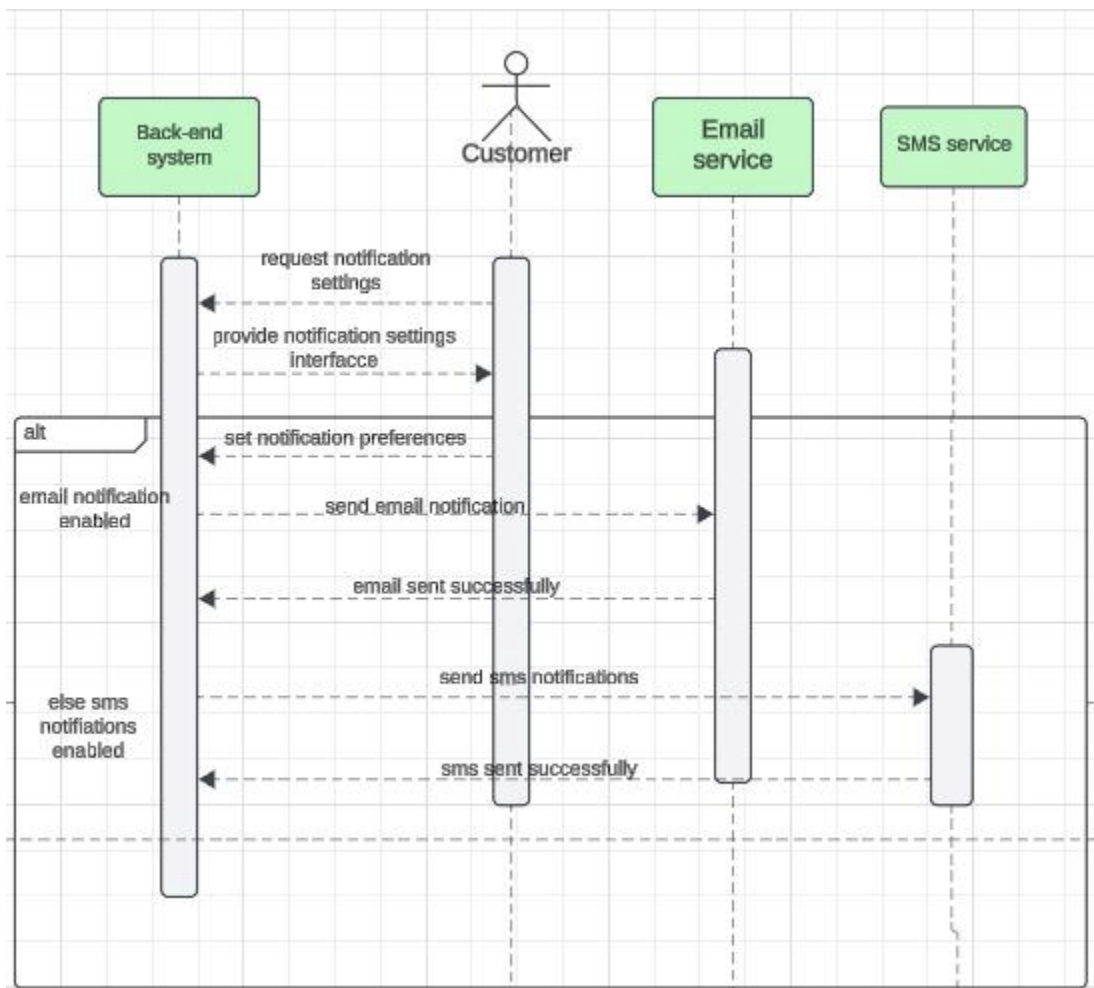 Back-end
system
Customer
Email
service
SMS service
request notification
settings
provide notification settings
interfacce
alt
set notification preferences
email notification
enabled
send email notification
email sent successfully
send sms notifications
else sms
notifiations
enabled
sms sent successfully